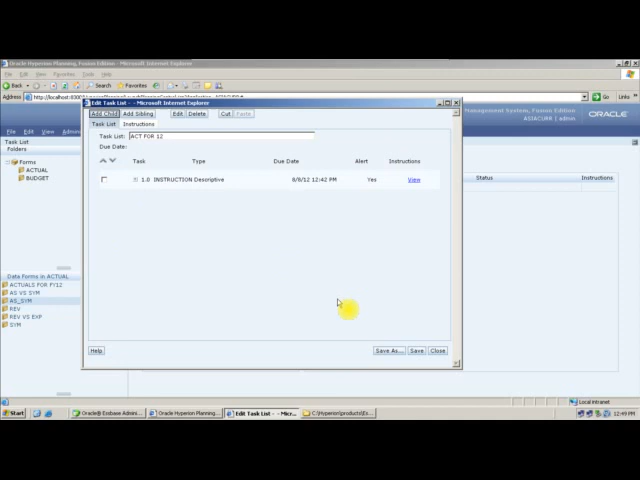 Oracle Hyperion Planning, Fusion Edition
Microsoft Internet Explorer
File Edit View Favorites Tools Help
Back Search Favorites
Address http://localhost:8300 Go Links »
Management System, Fusion Edition
ASIACURR | admin
ORACLE
File Edit View
Task List
Folders
Forms
ACTUAL
BUDGET
Status Instructions
Data Forms in ACTUAL
ACTUALS FOR FY12
AS VS SYM
AS_SYM
REV
REV VS EXP
SYM
Edit Task List - - Microsoft Internet Explorer
Add Child Add Sibling Edit Delete Cut Paste
Task List Instructions
Task List: ACT FOR 12
Due Date:
Task Type Due Date Alert Instructions
1.0 INSTRUCTION Descriptive 8/8/12 12:42 PM Yes View
Help Save As... Save Close
Local intranet
Start Oracle® Essbase Admini... Oracle Hyperion Planning... Edit Task List - - Micr... C:\Hyperion\products\Es... 12:49 PM